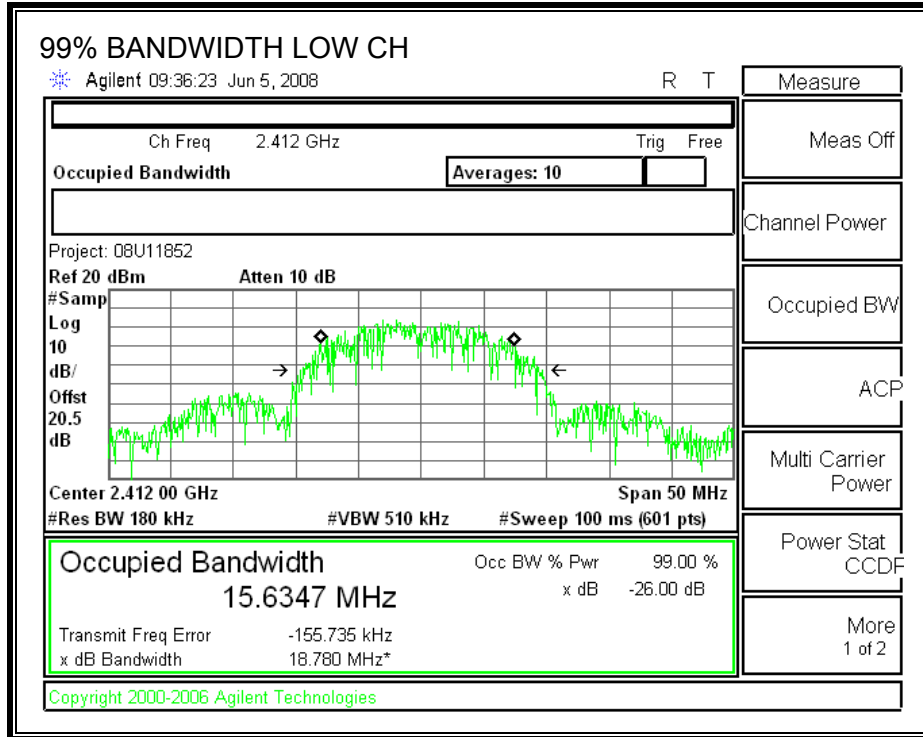 99% BANDWIDTH LOW CH
Agilent 09:36:23 Jun 5, 2008 R T
Measure
Ch Freq 2.412 GHz Trig Free
Meas Off
Occupied Bandwidth Averages: 10
Channel Power
Project: 08U11852
Ref 20 dBm Atten 10 dB
#Samp
Log
10
dB/
Offst
20.5
dB
Occupied BW
ACP
Multi Carrier
Power
Center 2.412 00 GHz Span 50 MHz
#Res BW 180 kHz #VBW 510 kHz #Sweep 100 ms (601 pts)
Power Stat
CCDF
Occupied Bandwidth Occ BW % Pwr 99.00 %
15.6347 MHz x dB -26.00 dB
Transmit Freq Error -155.735 kHz
x dB Bandwidth 18.780 MHz*
More
1 of 2
Copyright 2000-2006 Agilent Technologies